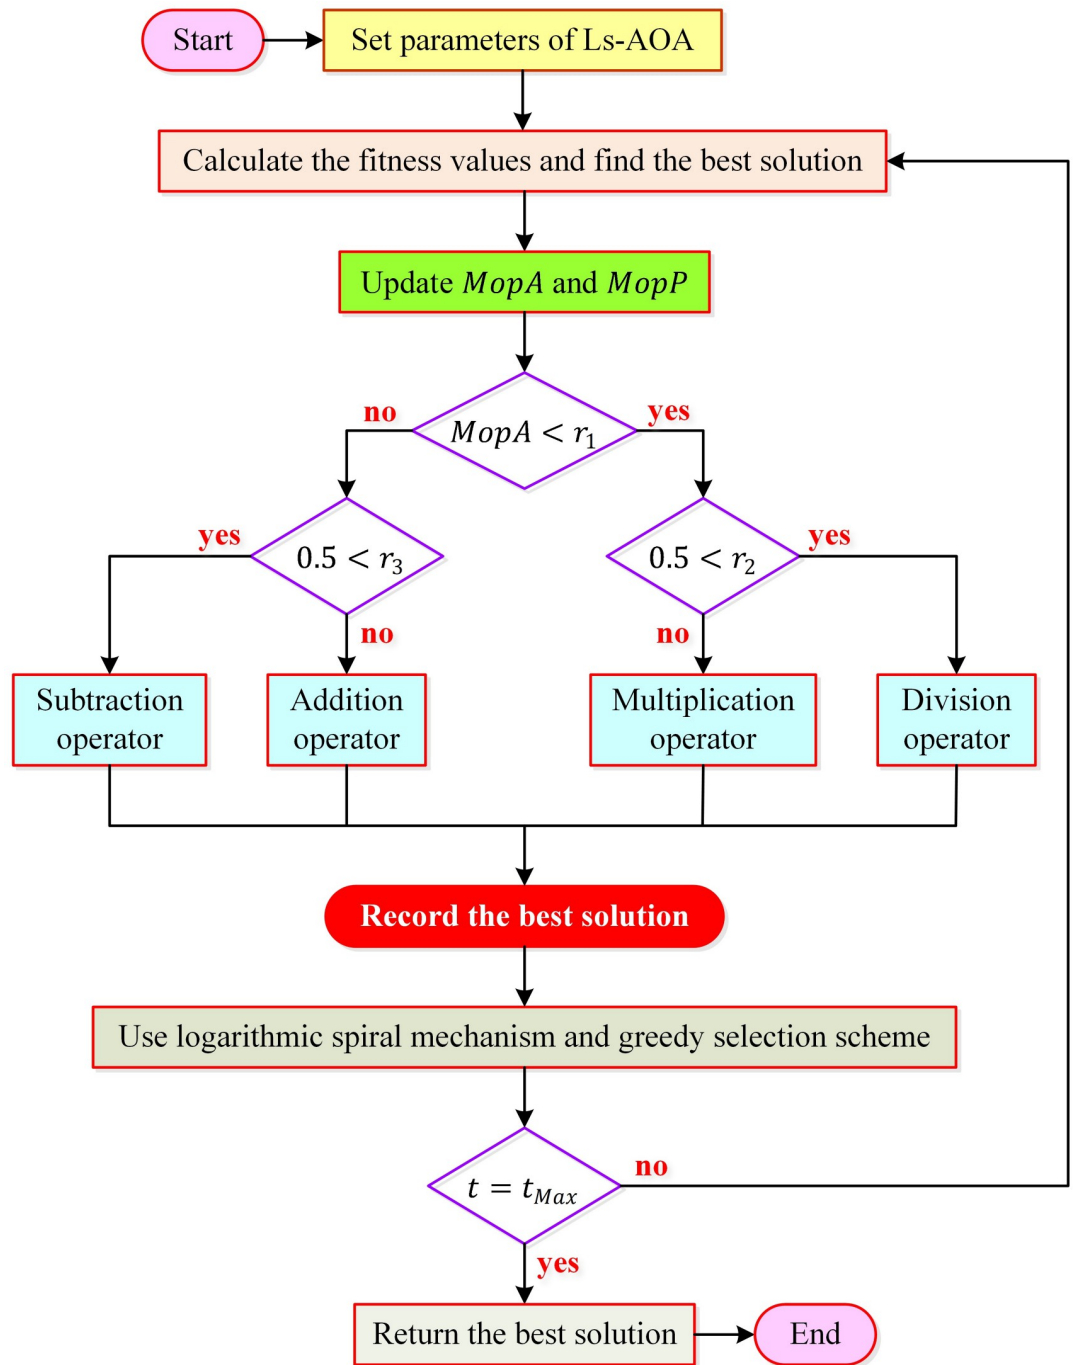 Start
Set parameters of Ls-AOA
Calculate the fitness values and find the best solution
Update MopA and MopP
no
yes
MopA < r₁
yes
0.5 < r₃
0.5 < r₂
yes
no
no
Subtraction
operator
Addition
operator
Multiplication
operator
Division
operator
Record the best solution
Use logarithmic spiral mechanism and greedy selection scheme
no
t = t_Max
yes
Return the best solution
End